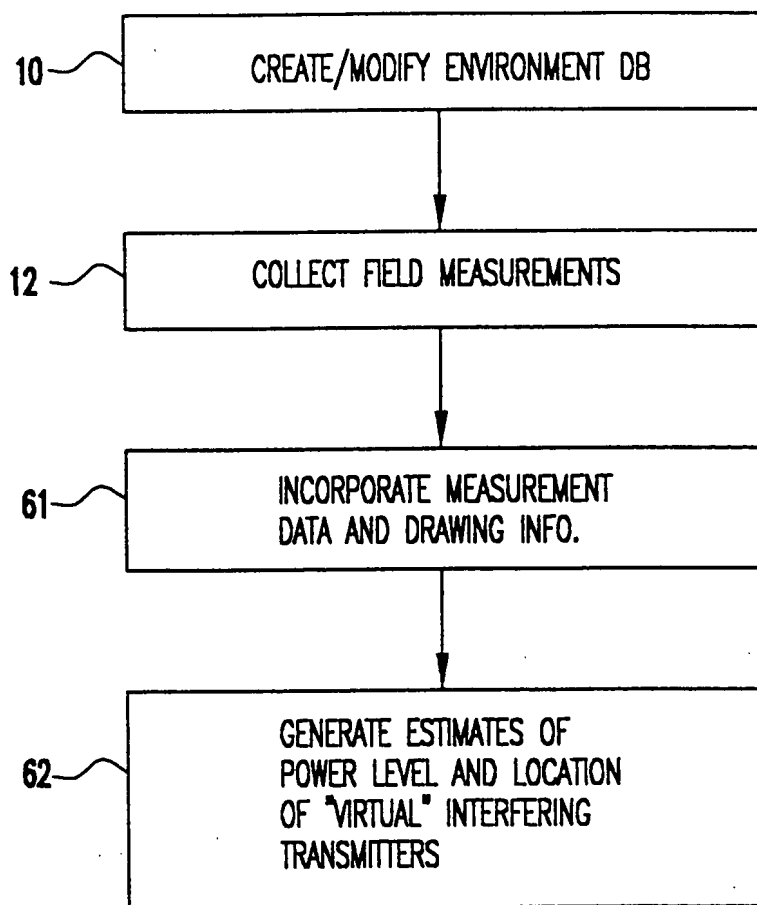 10
CREATE/MODIFY ENVIRONMENT DB
12
COLLECT FIELD MEASUREMENTS
61
INCORPORATE MEASUREMENT
DATA AND DRAWING INFO.
62
GENERATE ESTIMATES OF
POWER LEVEL AND LOCATION
OF "VIRTUAL" INTERFERING
TRANSMITTERS